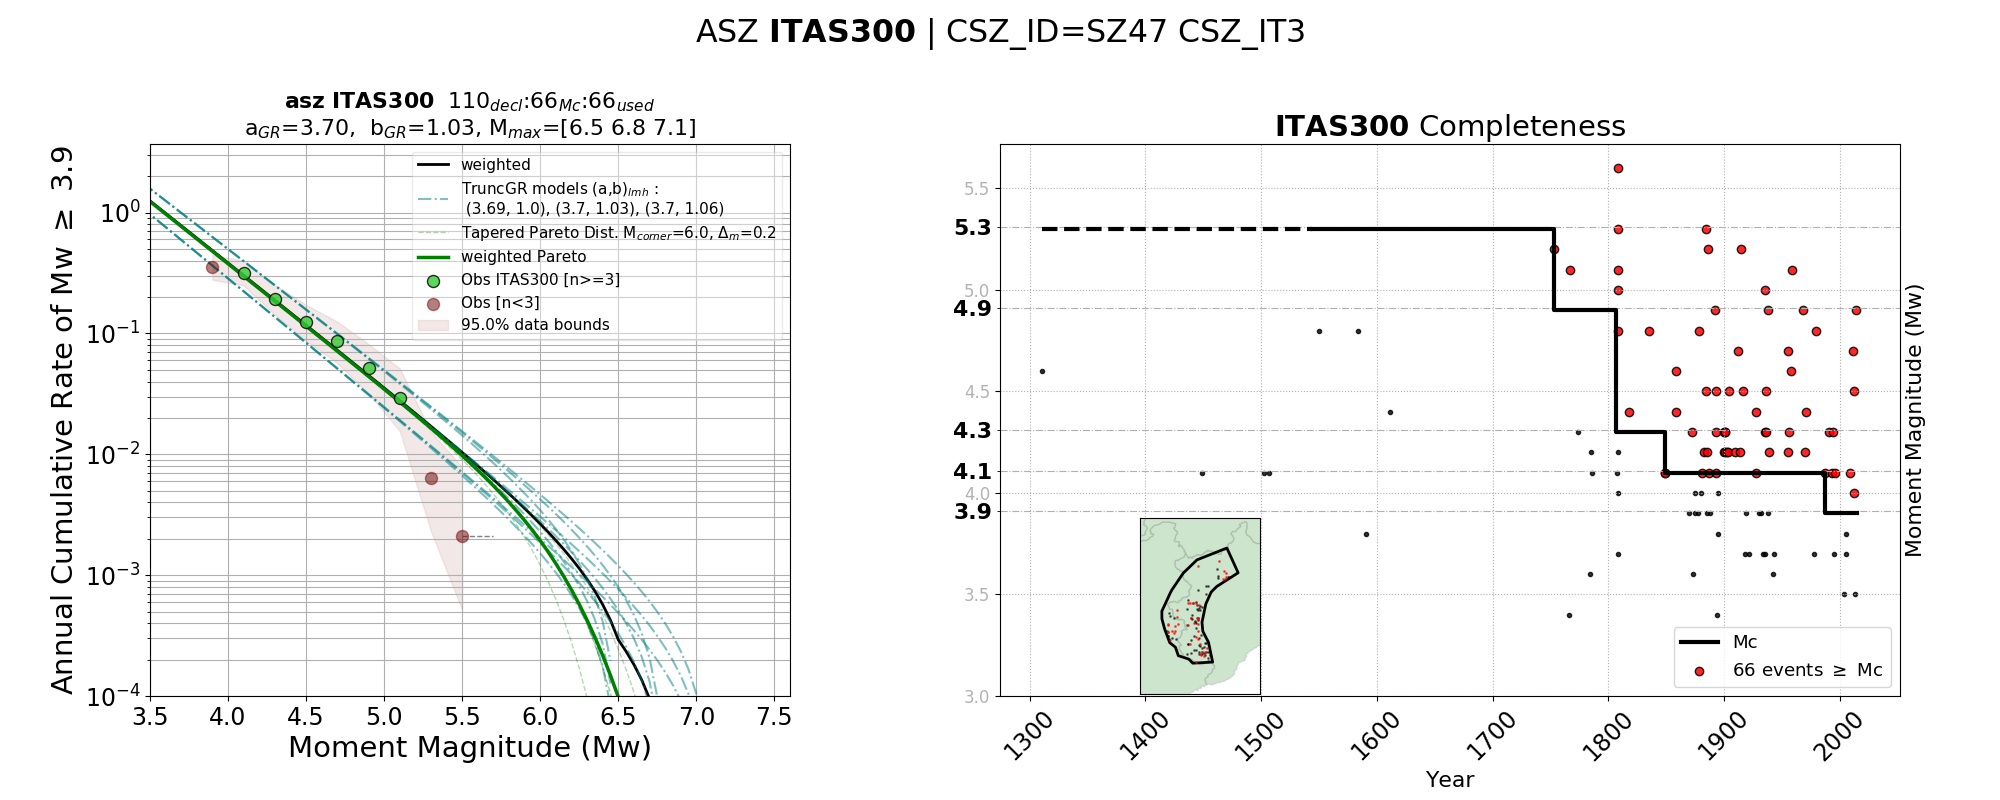 ASZ ITAS300 | CSZ_ID=SZ47 CSZ_IT3
asz ITAS300 110decl:66Mc:66used
aGR=3.70, bGR=1.03, Mmax=[6.5 6.8 7.1]
Annual Cumulative Rate of Mw ≥ 3.9
10^0
10^−1
10^−2
10^−3
10^−4
weighted
TruncGR models (a,b)lmh :
(3.69, 1.0), (3.7, 1.03), (3.7, 1.06)
Tapered Pareto Dist. Mcorner=6.0, Δm=0.2
weighted Pareto
Obs ITAS300 [n>=3]
Obs [n<3]
95.0% data bounds
3.5 4.0 4.5 5.0 5.5 6.0 6.5 7.0 7.5
Moment Magnitude (Mw)
ITAS300 Completeness
5.5
5.3
5.0
4.9
4.5
4.3
4.1
4.0
3.9
3.5
3.0
Moment Magnitude (Mw)
Mc
66 events ≥ Mc
1300 1400 1500 1600 1700 1800 1900 2000
Year